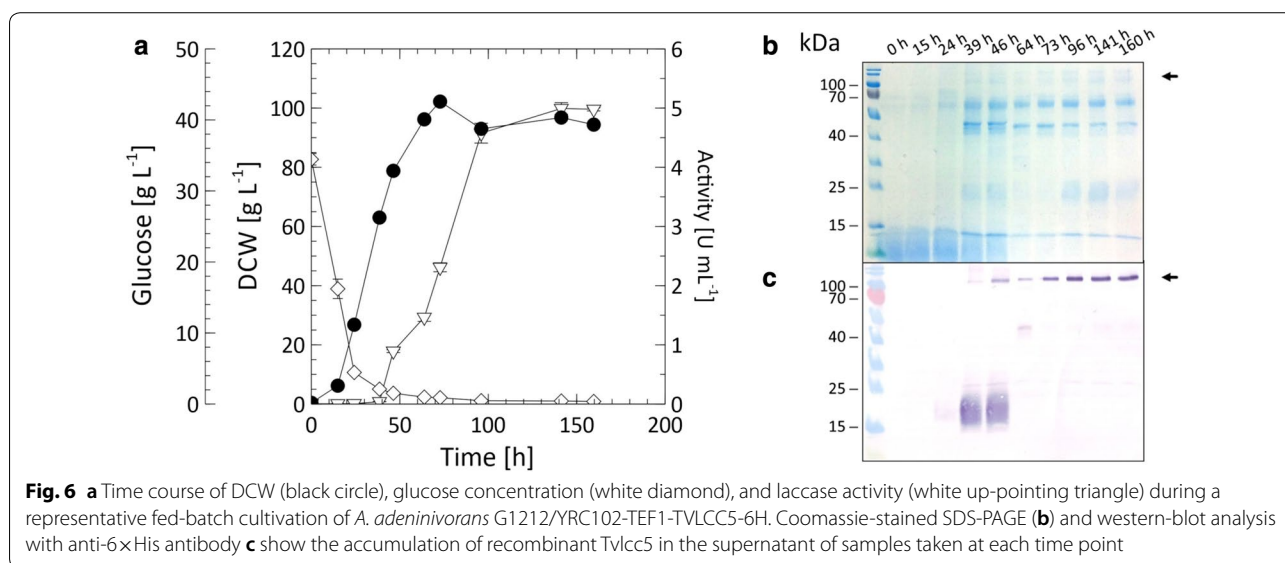 a
50
40
30
20
10
0
Glucose [g L⁻¹]
120
100
80
60
40
20
0
DCW [g L⁻¹]
6
5
4
3
2
1
0
Activity [U mL⁻¹]
0 50 100 150 200
Time [h]
b kDa 0 h 15 h 24 h 39 h 46 h 64 h 73 h 96 h 141 h 160 h
100 –
70 –
40 –
25 –
15 –
c
100 –
70 –
40 –
25 –
15 –
Fig. 6 a Time course of DCW (black circle), glucose concentration (white diamond), and laccase activity (white up-pointing triangle) during a
representative fed-batch cultivation of A. adeninivorans G1212/YRC102-TEF1-TVLCC5-6H. Coomassie-stained SDS-PAGE (b) and western-blot analysis
with anti-6×His antibody c show the accumulation of recombinant Tvlcc5 in the supernatant of samples taken at each time point